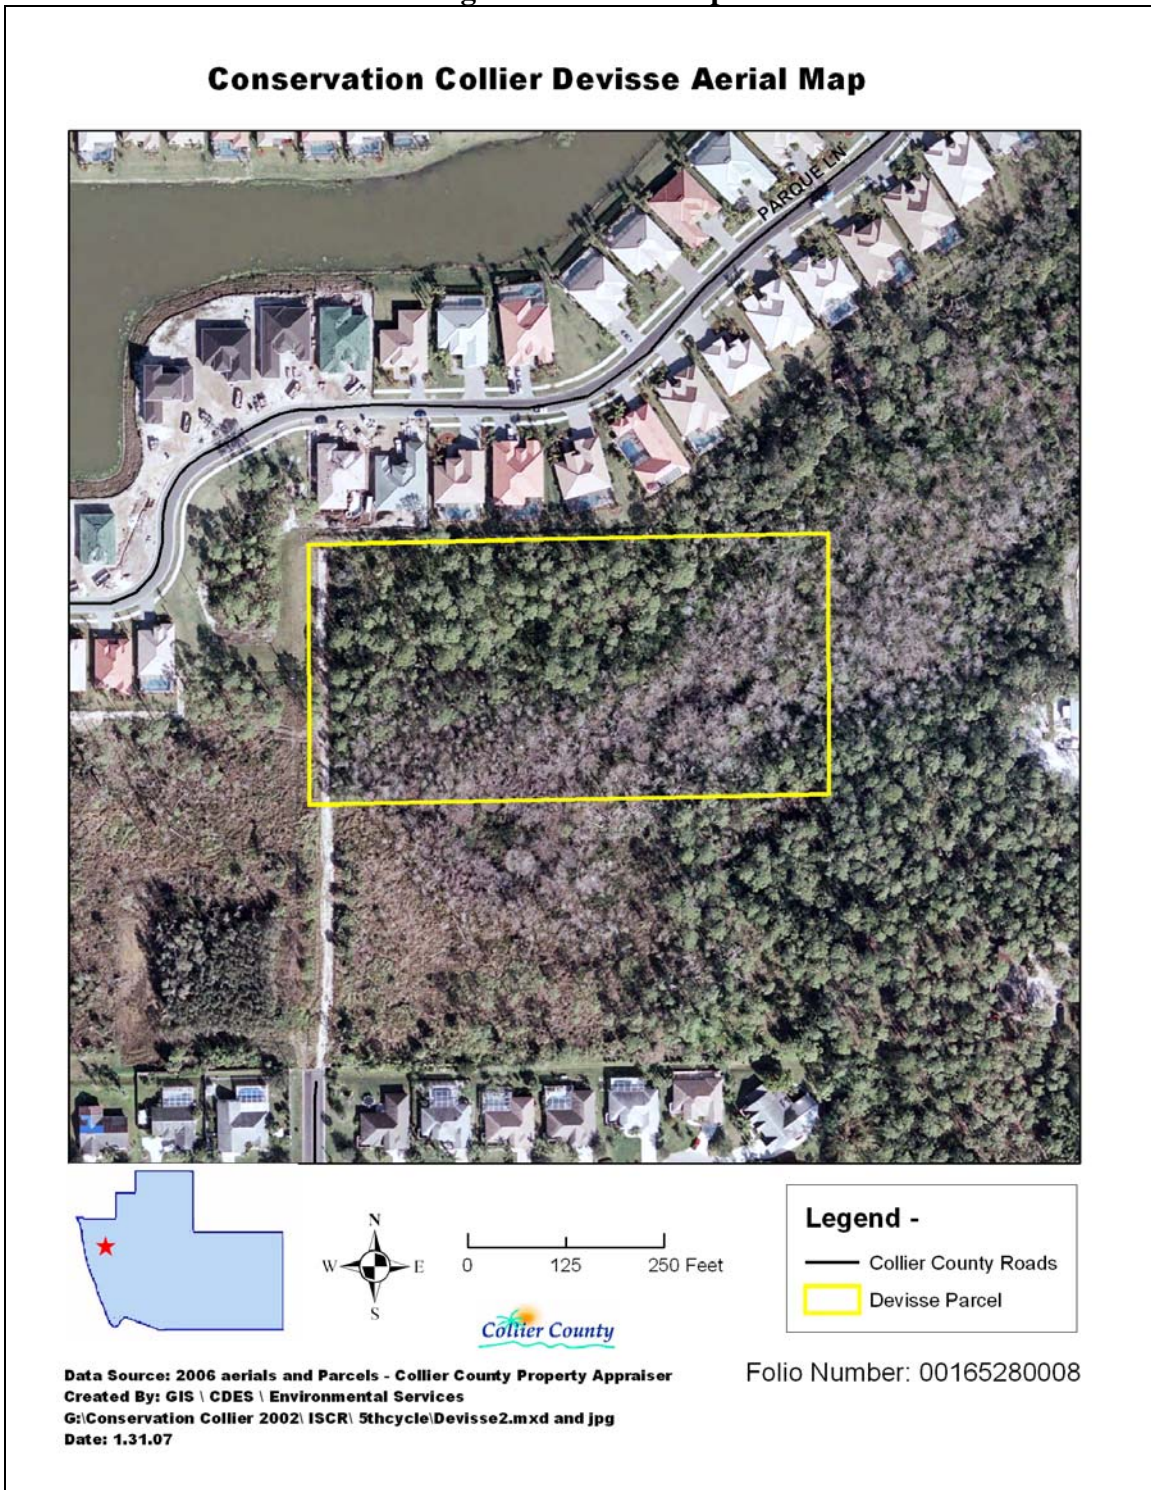 Conservation Collier Devisse Aerial Map
PARQUE LN
N
W E
S
0 125 250 Feet
Collier County
Legend -
Collier County Roads
Devisse Parcel
Folio Number: 00165280008
Data Source: 2006 aerials and Parcels - Collier County Property Appraiser
Created By: GIS \ CDES \ Environmental Services
G:\Conservation Collier 2002\ ISCR\ 5thcycle\Devisse2.mxd and jpg
Date: 1.31.07